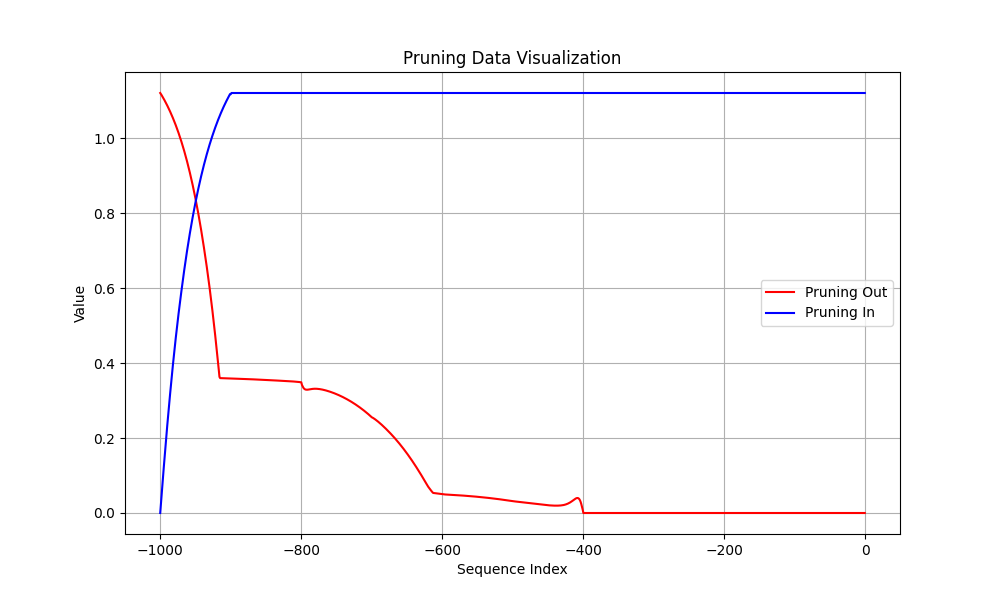 Pruning Data Visualization
1.0
0.8
0.6
0.4
0.2
0.0
Value
Pruning Out
Pruning In
−1000 −800 −600 −400 −200 0
Sequence Index